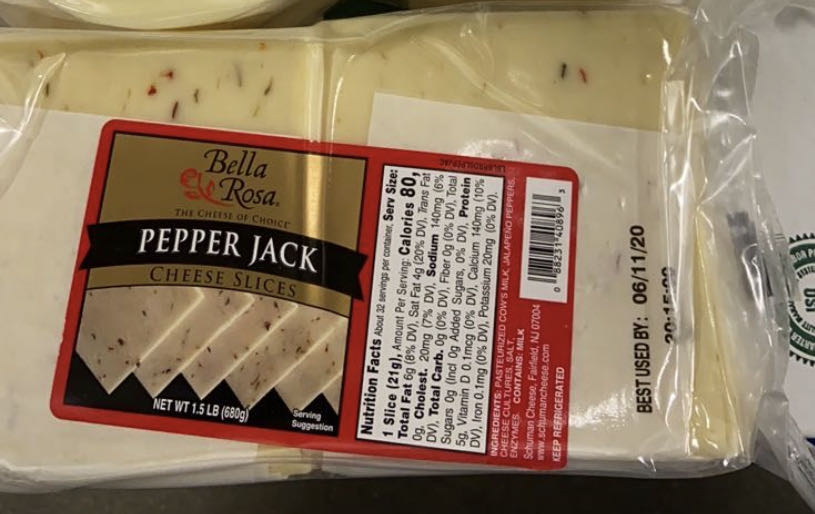 Bella
Rosa
THE CHEESE OF CHOICE
PEPPER JACK
CHEESE SLICES
NET WT 1.5 LB (680g)
Serving
Suggestion
Nutrition Facts About 32 servings per container, Serv Size:
1 Slice (21g), Amount Per Serving: Calories 80,
Total Fat 6g (8% DV), Sat Fat 4g (20% DV), Trans Fat
0g, Cholest. 20mg (7% DV), Sodium 140mg (6%
DV), Total Carb. 0g (0% DV), Fiber 0g (0% DV), Total
Sugars 0g (Incl 0g Added Sugars, 0% DV), Protein
5g, Vitamin D 0.1mcg (0% DV), Calcium 140mg (10%
DV), Iron 0.1mg (0% DV), Potassium 20mg (0% DV).
INGREDIENTS: PASTEURIZED COW'S MILK, JALAPENO PEPPERS,
CHEESE CULTURES, SALT,
ENZYMES. CONTAINS: MILK
Schuman Cheese, Fairfield, NJ 07004
www.schumancheese.com
KEEP REFRIGERATED
0 88231 40896 3
BEST USED BY: 06/11/20
ISO